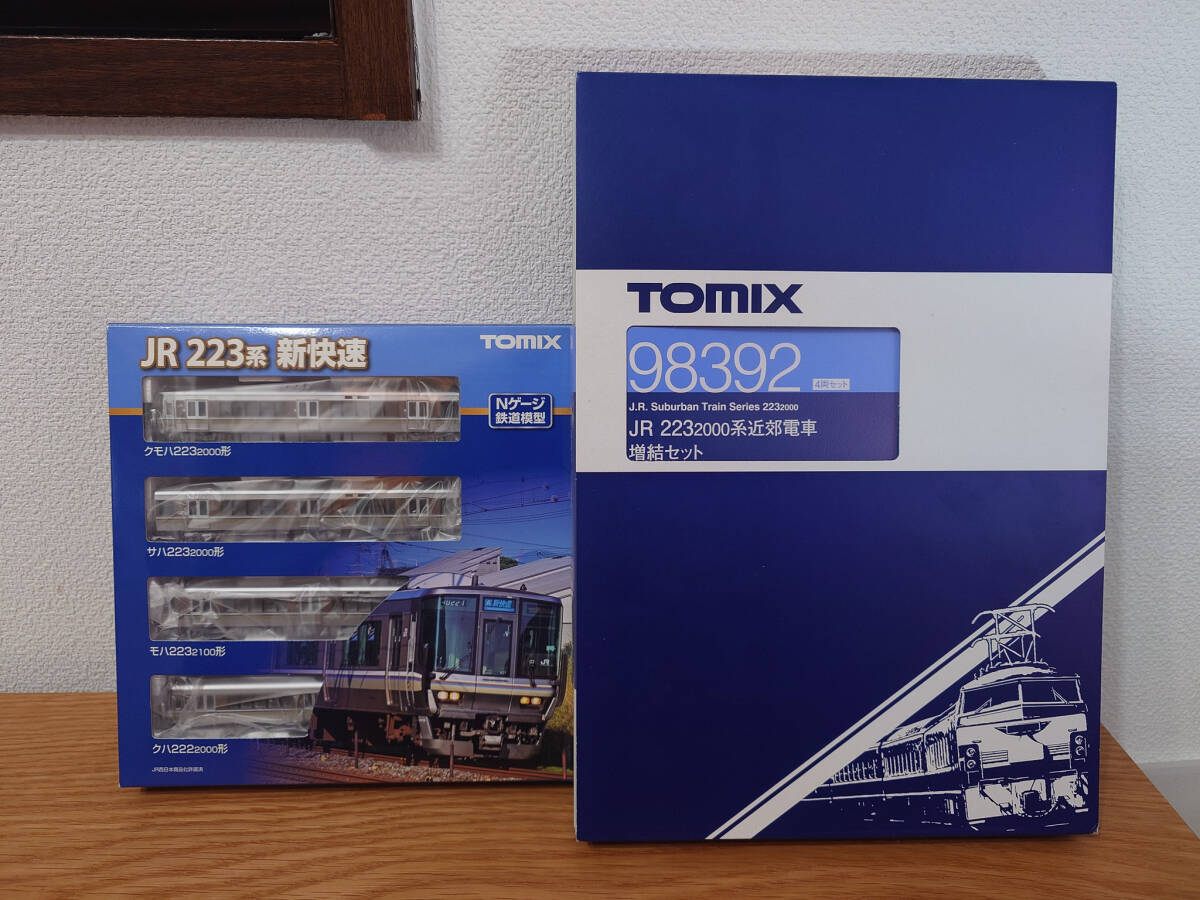 JR 223系 新快速
TOMIX
Nゲージ
鉄道模型
クモハ2232000形
サハ2232000形
モハ2232100形
クハ2222000形
JR西日本商品化許諾済
新快速
JR
TOMIX
98392
4両セット
J.R. Suburban Train Series 2232000
JR 2232000系近郊電車
増結セット